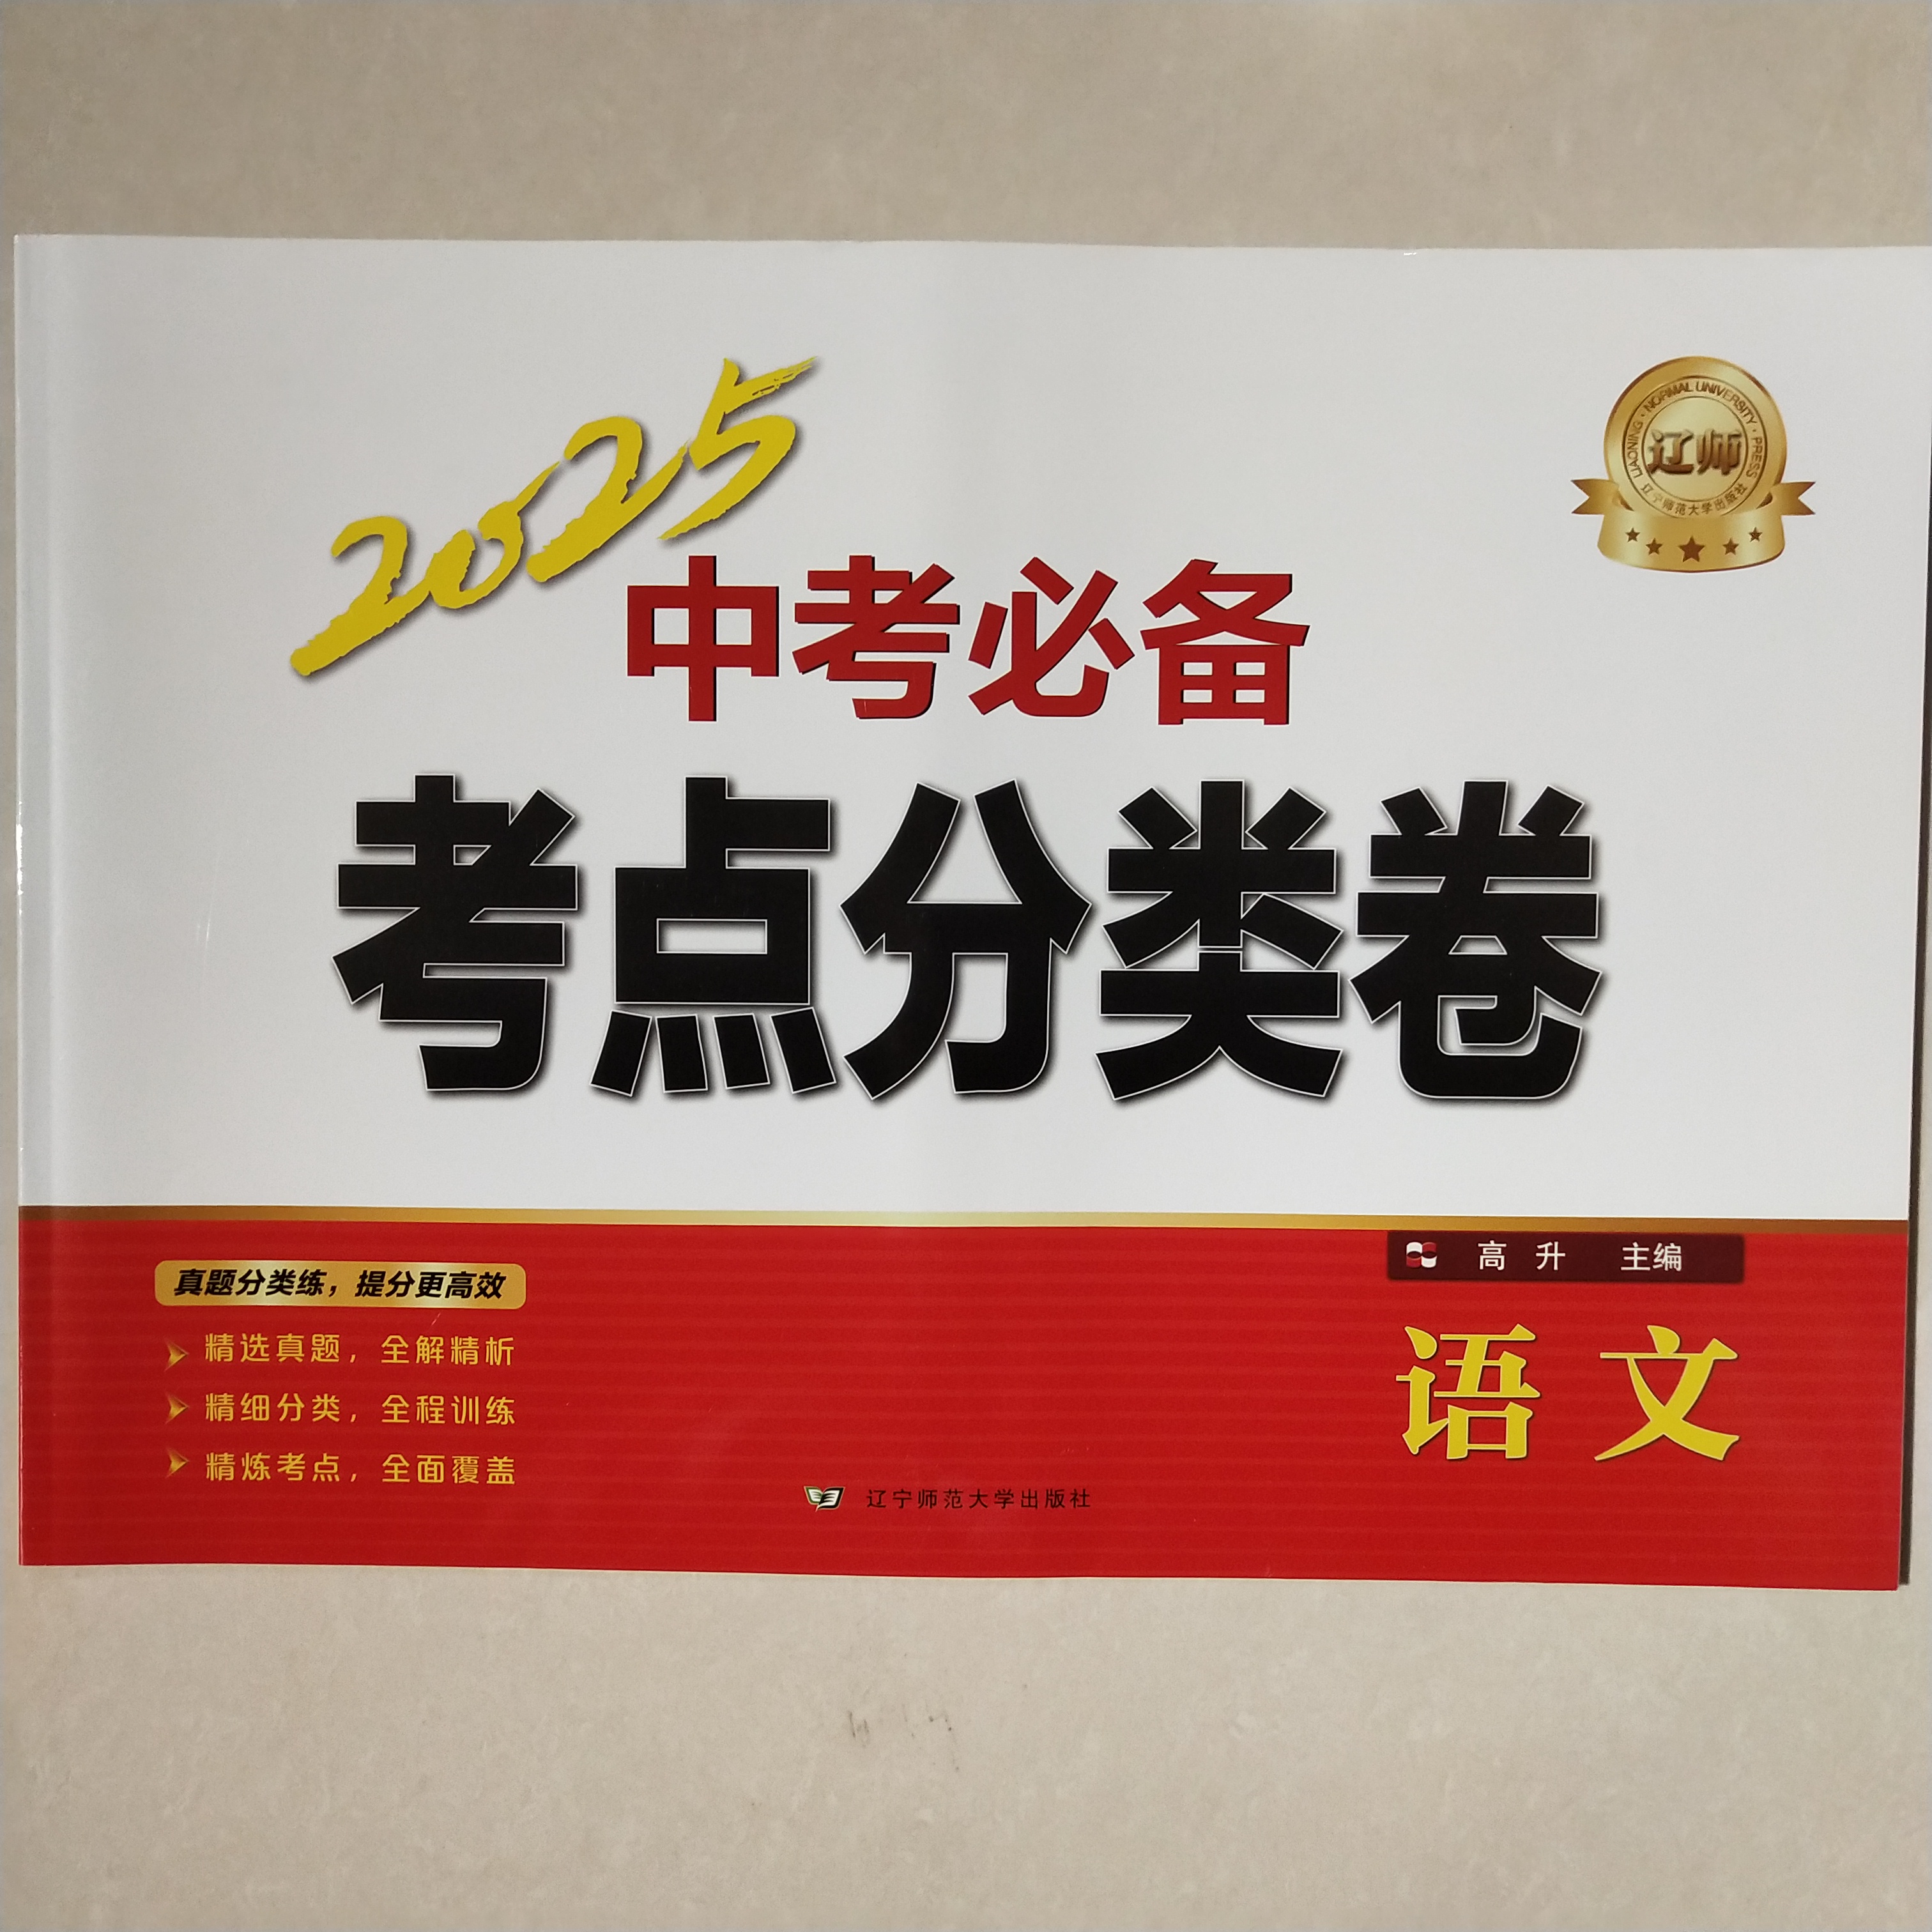 2025
中考必备
考点分类卷
LIAONING · NORMAL UNIVERSITY · PRESS
辽师
辽宁师范大学出版社
高升 主编
真题分类练，提分更高效
精选真题，全解精析
精细分类，全程训练
精炼考点，全面覆盖
语文
辽宁师范大学出版社